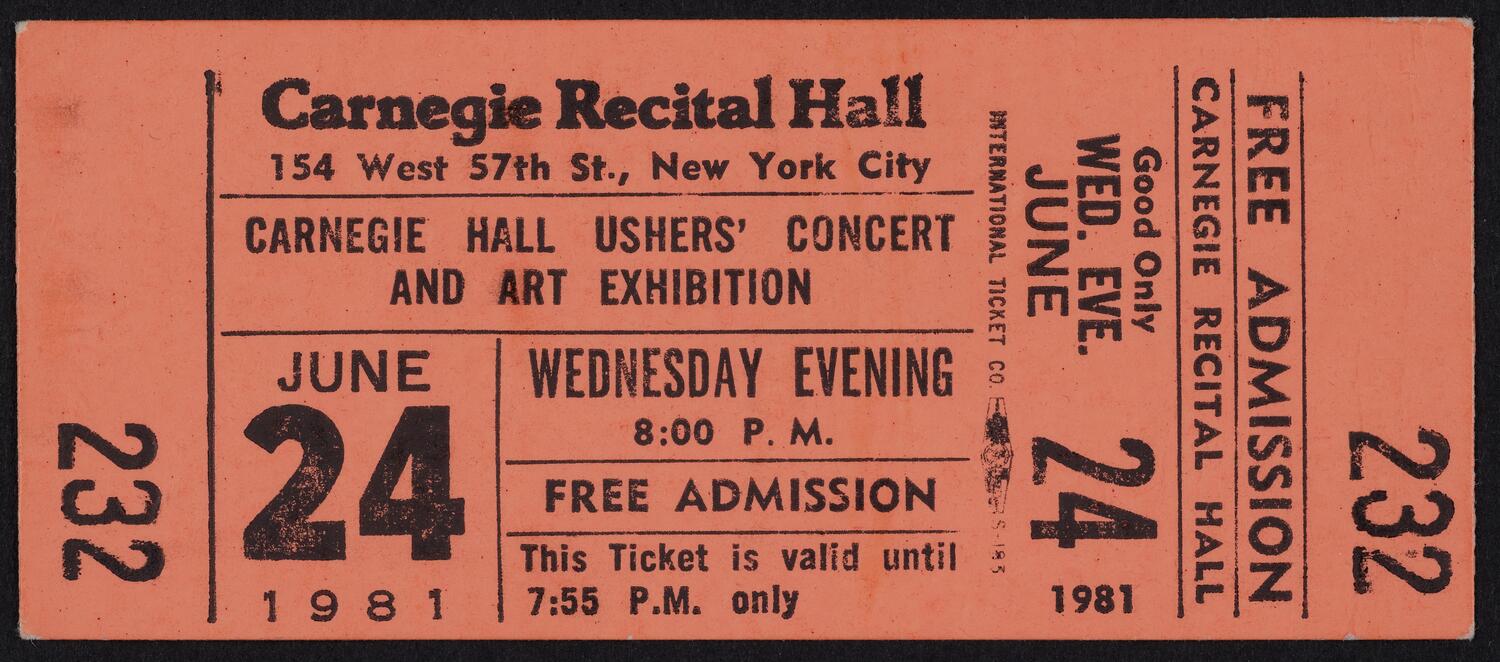 232
Carnegie Recital Hall
154 West 57th St., New York City
CARNEGIE HALL USHERS' CONCERT
AND ART EXHIBITION
JUNE
24
1981
WEDNESDAY EVENING
8:00 P. M.
FREE ADMISSION
This Ticket is valid until
7:55 P.M. only
INTERNATIONAL TICKET CO.
S-195
Good Only
WED. EVE.
JUNE 24
1981
CARNEGIE RECITAL HALL
FREE ADMISSION
232